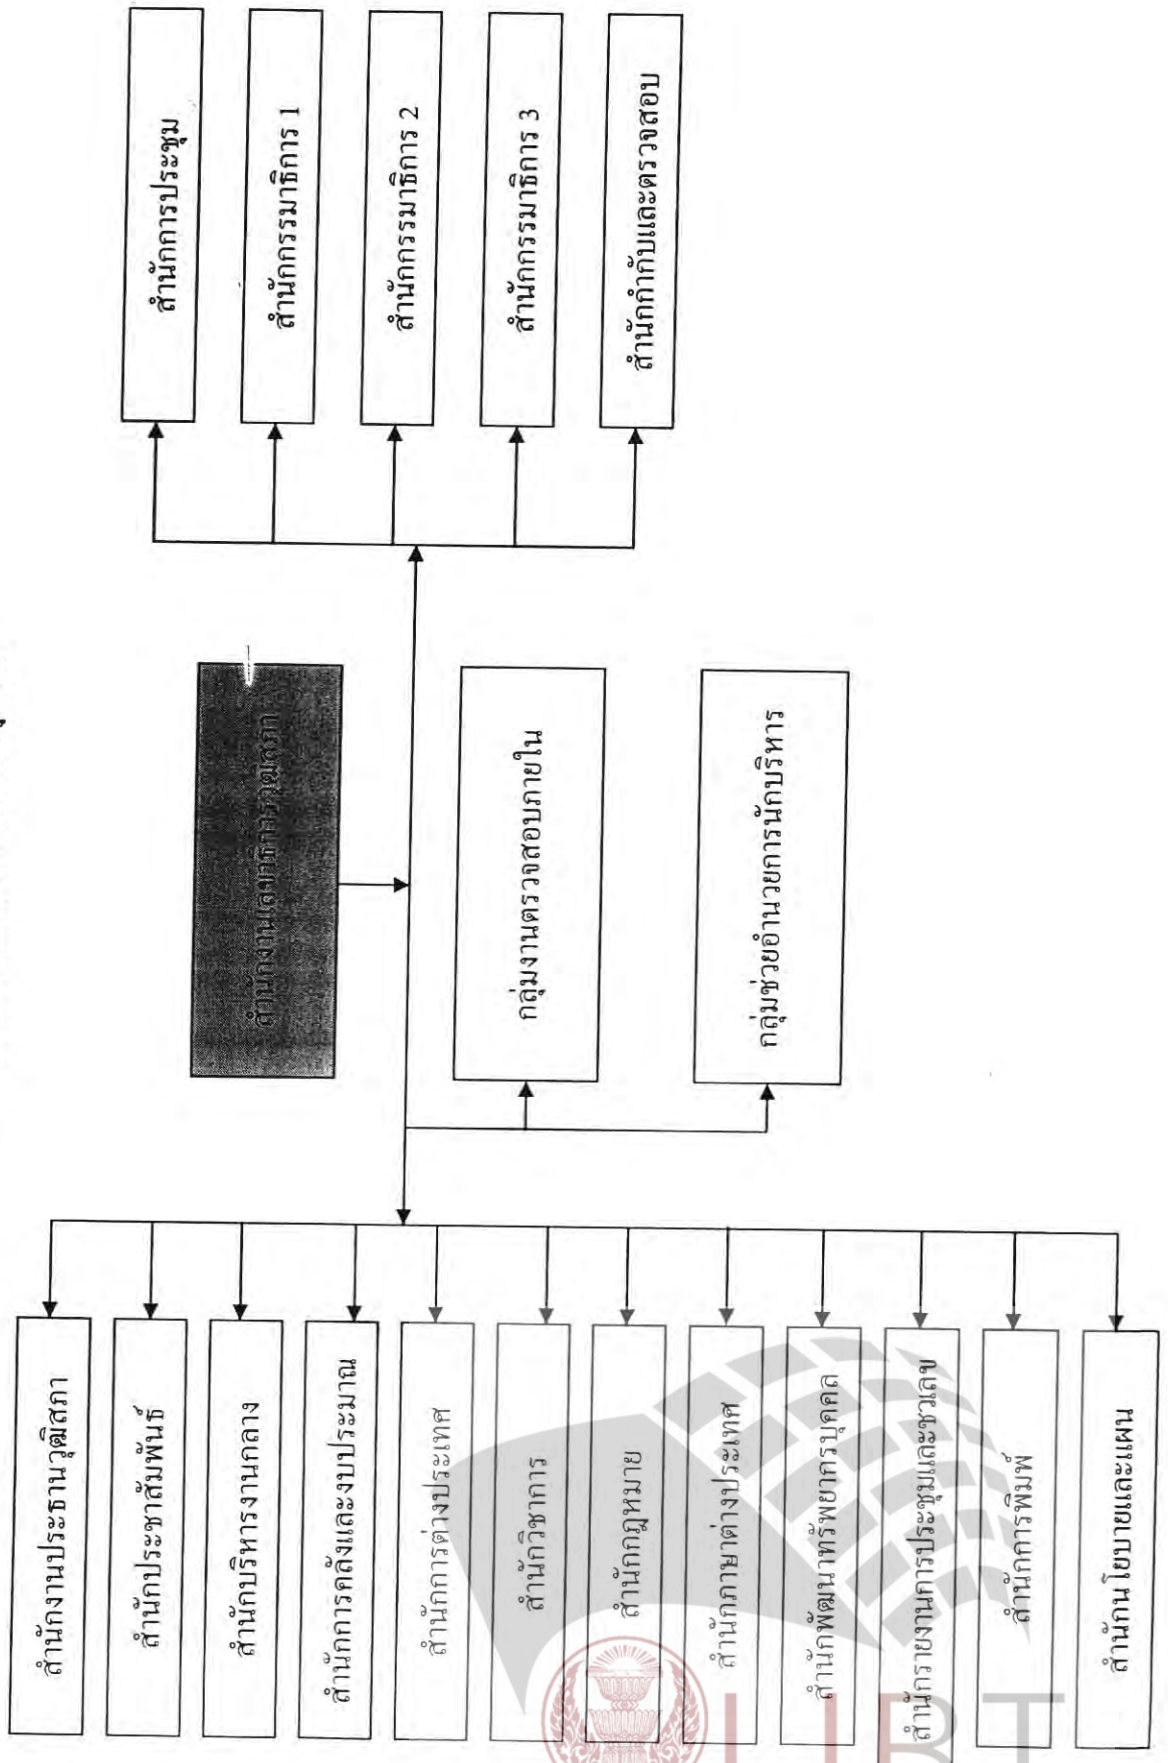 สำนักงานเลขาธิการวุฒิสภา
สำนักงานประธานวุฒิสภา
สำนักประชาสัมพันธ์
สำนักบริหารงานกลาง
สำนักการคลังและงบประมาณ
สำนักการต่างประเทศ
สำนักวิชาการ
สำนักกฎหมาย
สำนักภาษาต่างประเทศ
สำนักพัฒนาทรัพยากรบุคคล
สำนักรายงานการประชุมและชวเลข
สำนักการพิมพ์
สำนักนโยบายและแผน
กลุ่มงานตรวจสอบภายใน
กลุ่มช่วยอำนวยการนักบริหาร
สำนักการประชุม
สำนักกรรมาธิการ 1
สำนักกรรมาธิการ 2
สำนักกรรมาธิการ 3
สำนักกำกับและตรวจสอบ